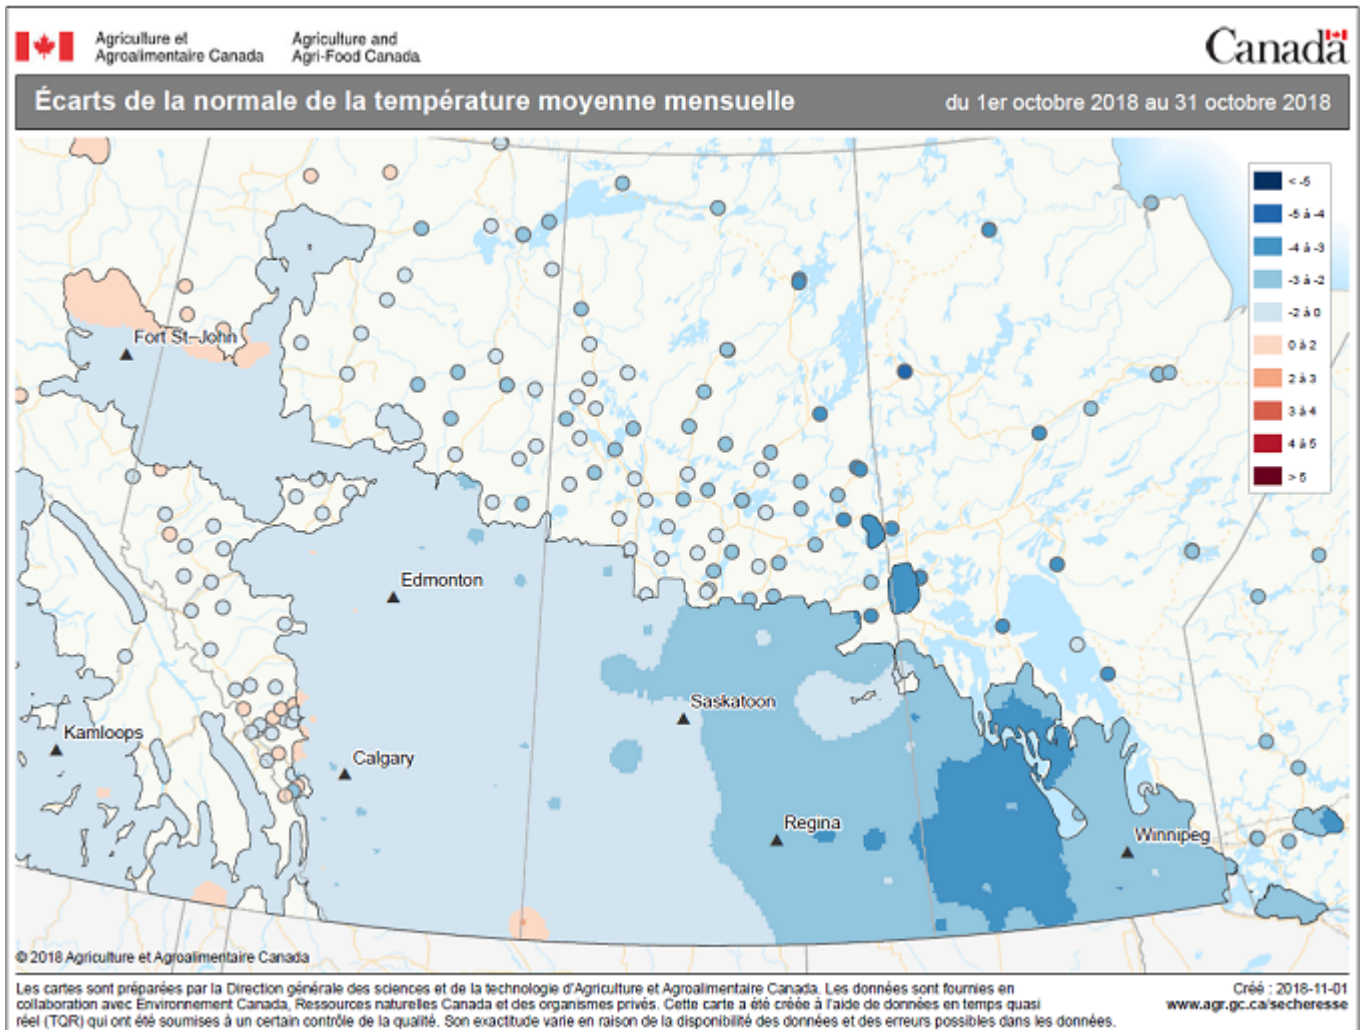 Agriculture et Agriculture and
Agroalimentaire Canada Agri-Food Canada
Canada
Écarts de la normale de la température moyenne mensuelle du 1er octobre 2018 au 31 octobre 2018
< -5
-5 à -4
-4 à -3
-3 à -2
-2 à 0
0 à 2
2 à 3
3 à 4
4 à 5
> 5
Fort St-John
Edmonton
Saskatoon
Kamloops
Calgary
Regina
Winnipeg
© 2018 Agriculture et Agroalimentaire Canada
Les cartes sont préparées par la Direction générale des sciences et de la technologie d'Agriculture et Agroalimentaire Canada. Les données sont fournies en
collaboration avec Environnement Canada, Ressources naturelles Canada et des organismes privés. Cette carte a été créée à l'aide de données en temps quasi
réel (TQR) qui ont été soumises à un certain contrôle de la qualité. Son exactitude varie en raison de la disponibilité des données et des erreurs possibles dans les données.
Créé : 2018-11-01
www.agr.gc.ca/secheresse